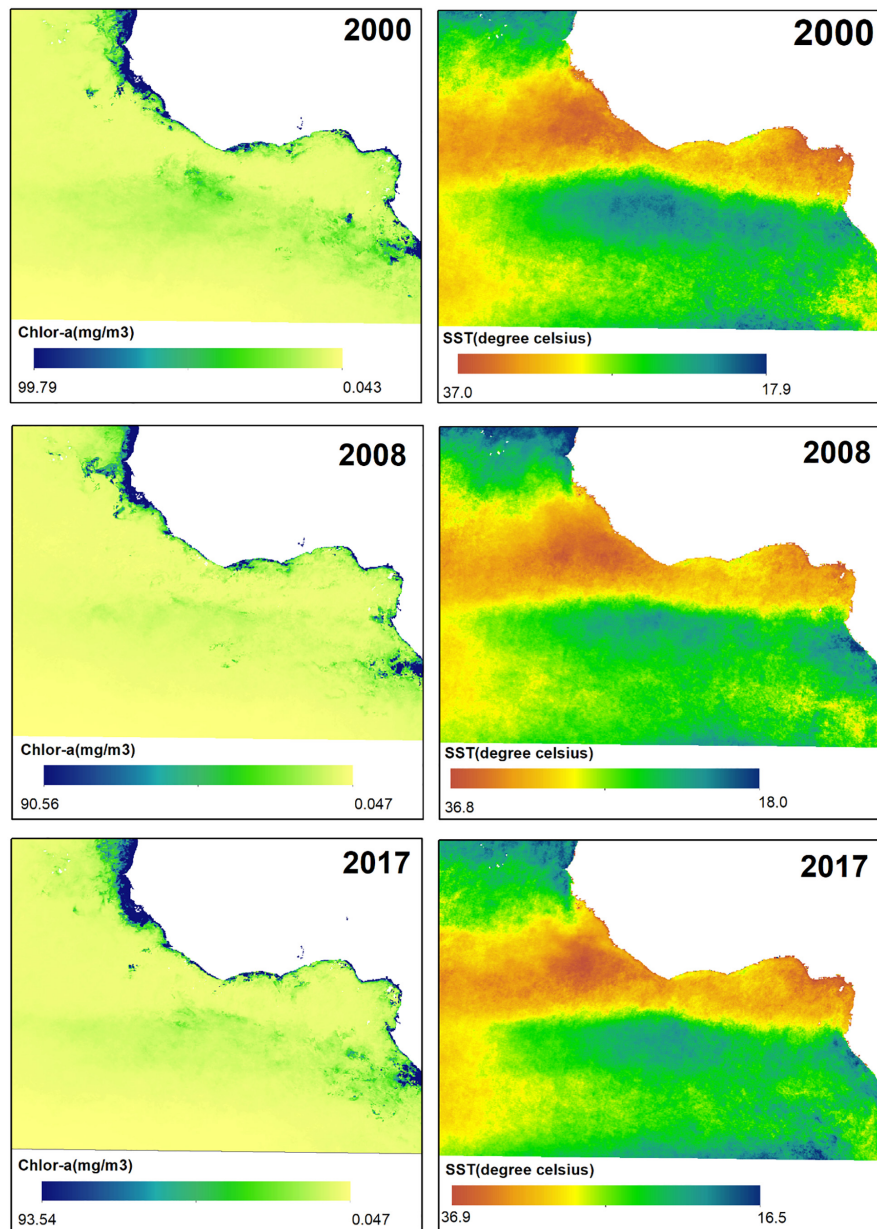 2000
2000
Chlor-a(mg/m3)
99.79 0.043
SST(degree celsius)
37.0 17.9
2008
2008
Chlor-a(mg/m3)
90.56 0.047
SST(degree celsius)
36.8 18.0
2017
2017
Chlor-a(mg/m3)
93.54 0.047
SST(degree celsius)
36.9 16.5